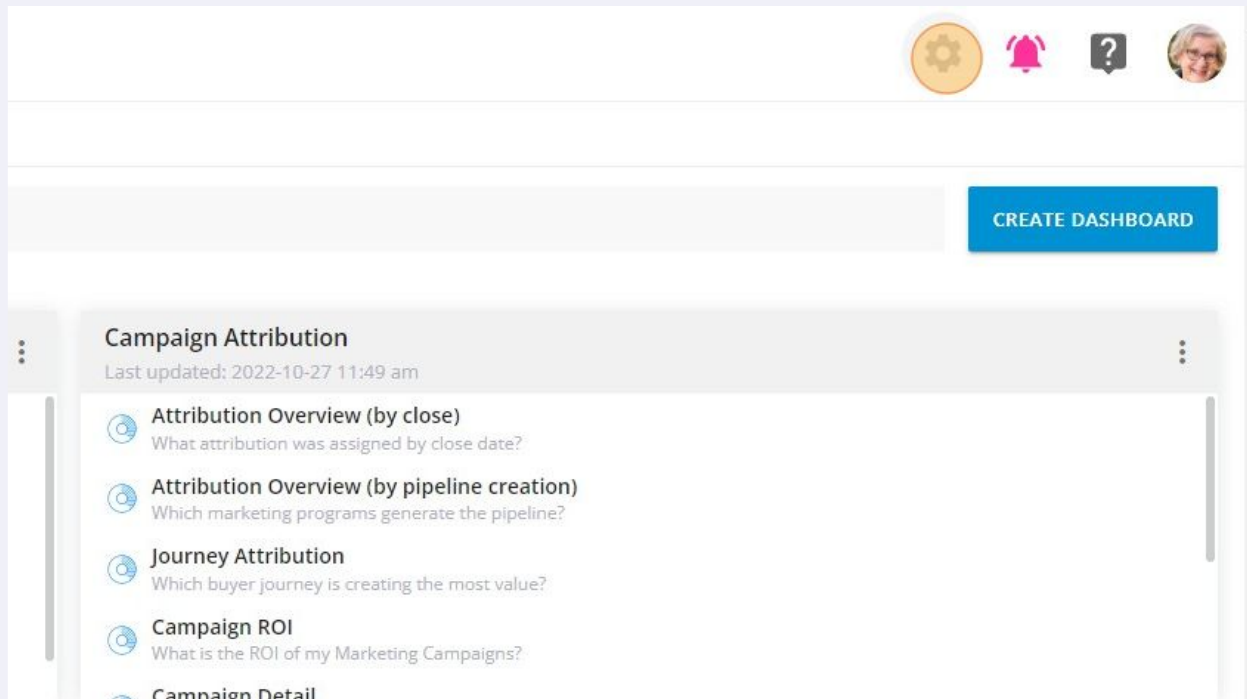 CREATE DASHBOARD
Campaign Attribution
Last updated: 2022-10-27 11:49 am
Attribution Overview (by close)
What attribution was assigned by close date?
Attribution Overview (by pipeline creation)
Which marketing programs generate the pipeline?
Journey Attribution
Which buyer journey is creating the most value?
Campaign ROI
What is the ROI of my Marketing Campaigns?
Campaign Detail